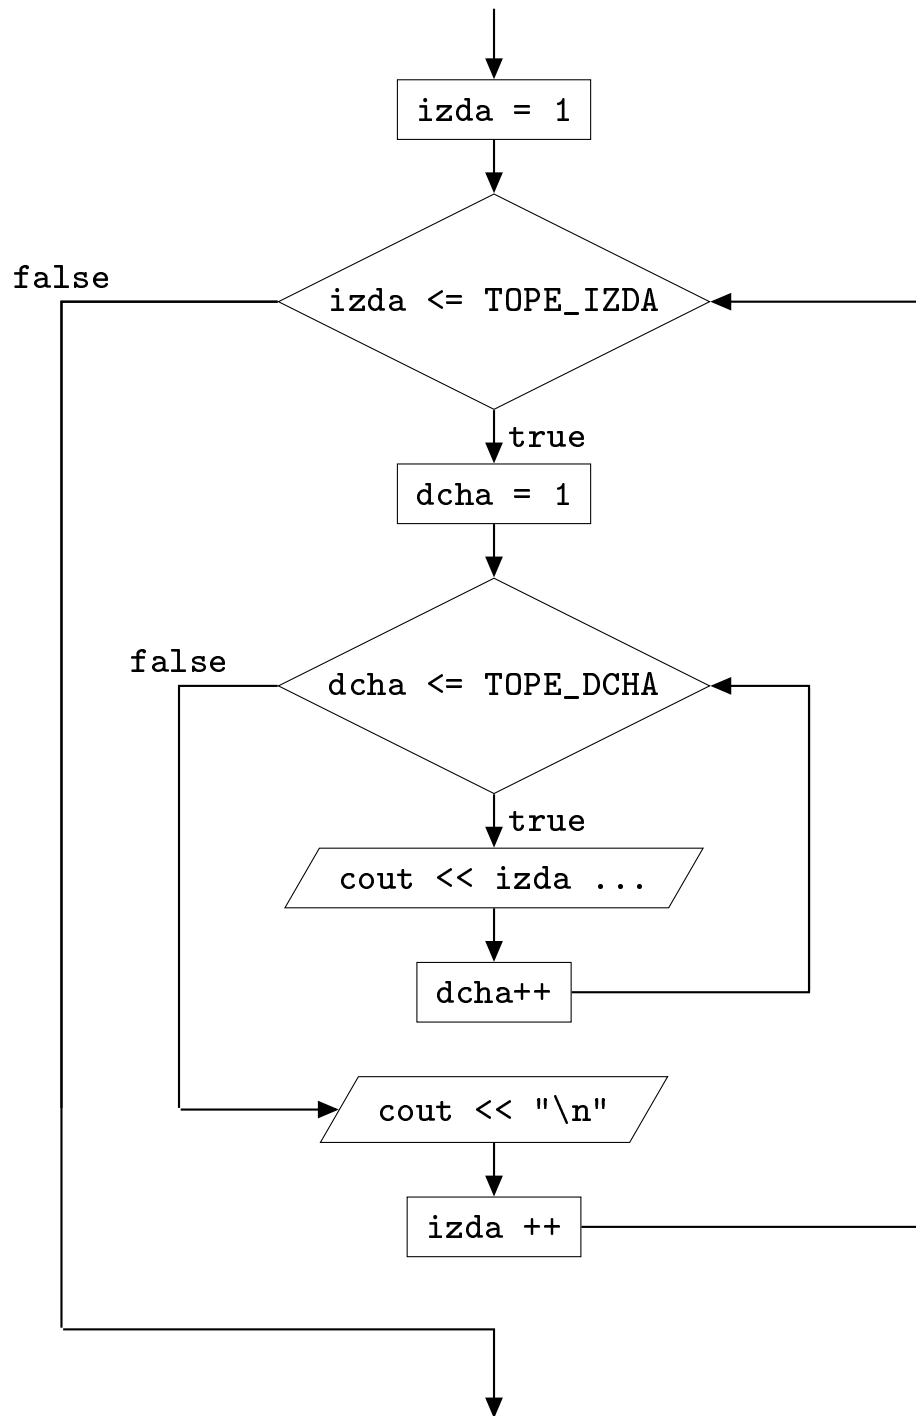 izda = 1
false
izda <= TOPE_IZDA
true
dcha = 1
false
dcha <= TOPE_DCHA
true
cout << izda ...
dcha++
cout << "\n"
izda ++